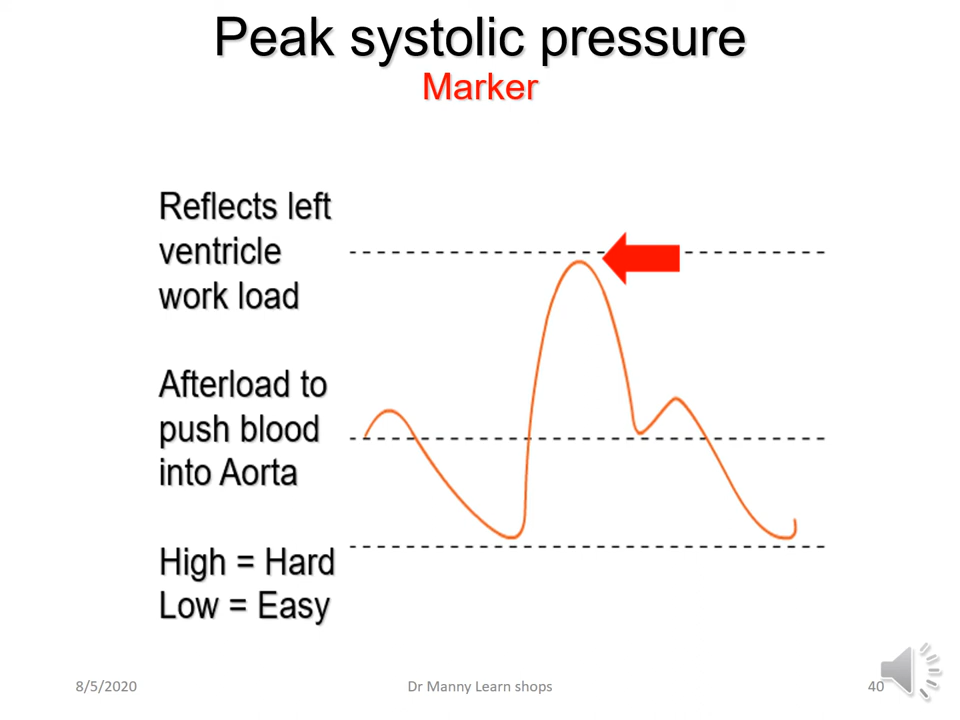 Peak systolic pressure
Marker
Reflects left
ventricle
work load
Afterload to
push blood
into Aorta
High = Hard
Low = Easy
8/5/2020
Dr Manny Learn shops
40